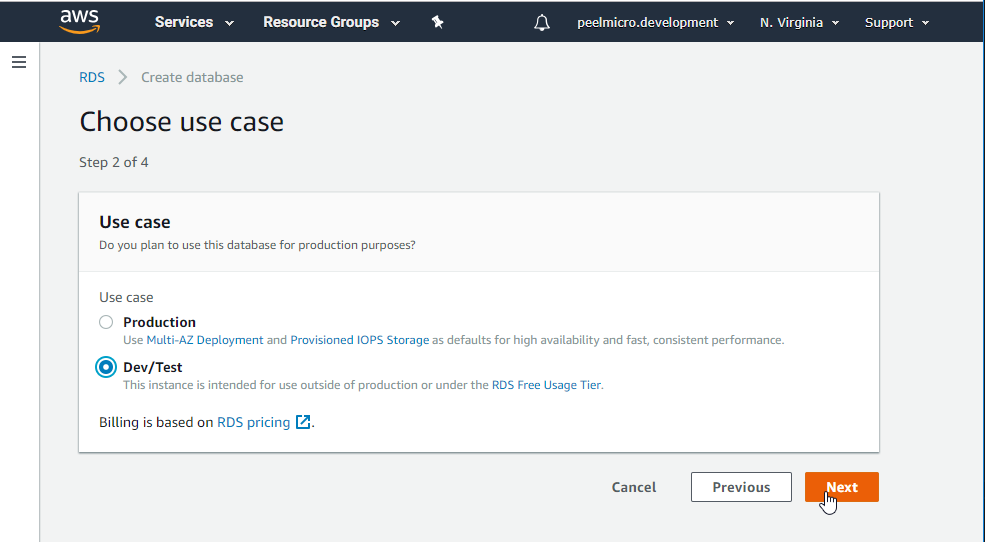 aws Services Resource Groups peelmicro.development N. Virginia Support
RDS Create database
Choose use case
Step 2 of 4
Use case
Do you plan to use this database for production purposes?
Use case
Production
Use Multi-AZ Deployment and Provisioned IOPS Storage as defaults for high availability and fast, consistent performance.
Dev/Test
This instance is intended for use outside of production or under the RDS Free Usage Tier.
Billing is based on RDS pricing .
Cancel Previous Next